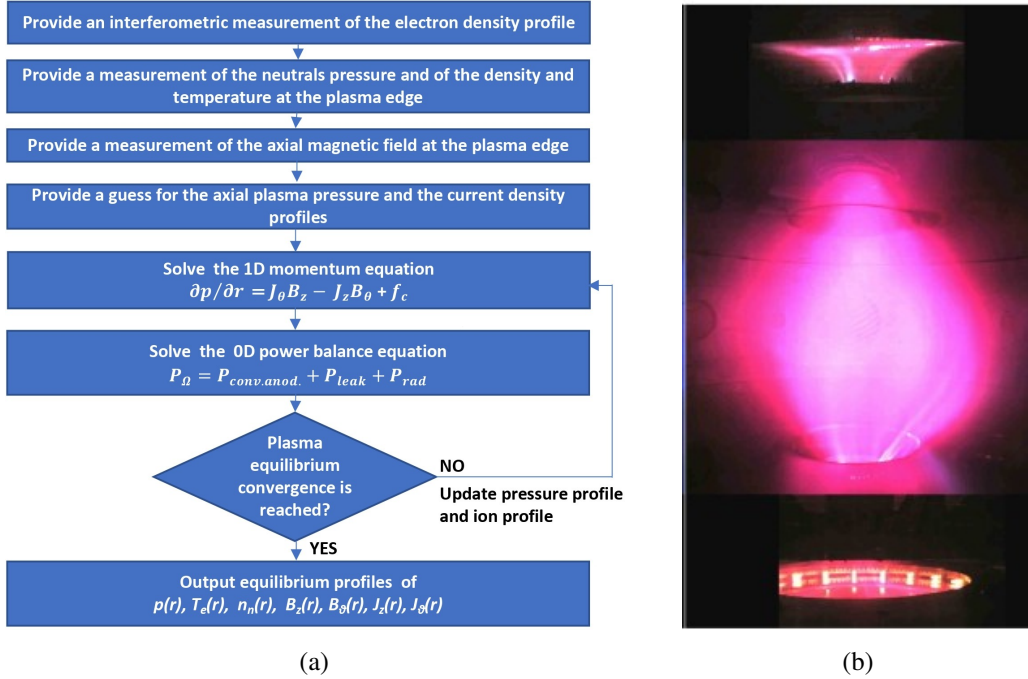 Provide an interferometric measurement of the electron density profile
Provide a measurement of the neutrals pressure and of the density and
temperature at the plasma edge
Provide a measurement of the axial magnetic field at the plasma edge
Provide a guess for the axial plasma pressure and the current density
profiles
Solve the 1D momentum equation
∂p/∂r = J_θ B_z − J_z B_θ + f_c
Solve the 0D power balance equation
P_Ω = P_conv.anod. + P_leak + P_rad
Plasma
equilibrium
convergence is
reached?
NO
Update pressure profile
and ion profile
YES
Output equilibrium profiles of
p(r), T_e(r), n_n(r), B_z(r), B_ϑ(r), J_z(r), J_ϑ(r)
(a)
(b)